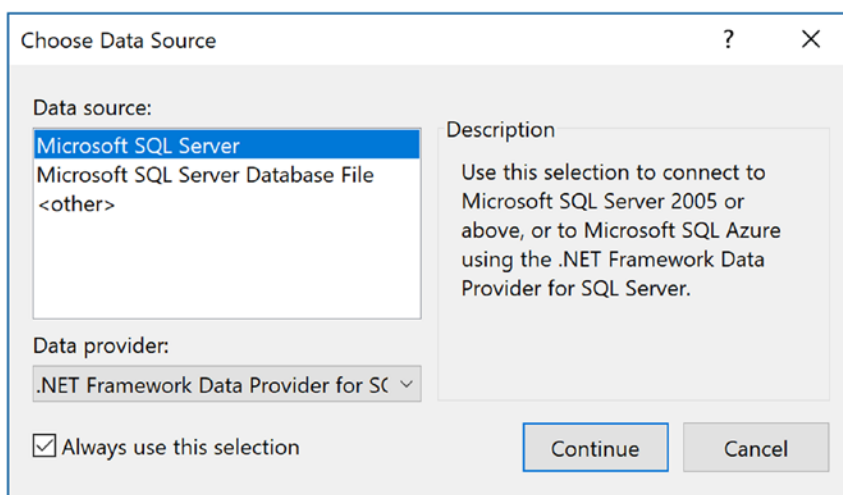 Choose Data Source
?
Data source:
Microsoft SQL Server
Microsoft SQL Server Database File
<other>
Data provider:
.NET Framework Data Provider for SC
Always use this selection
Description
Use this selection to connect to
Microsoft SQL Server 2005 or
above, or to Microsoft SQL Azure
using the .NET Framework Data
Provider for SQL Server.
Continue
Cancel